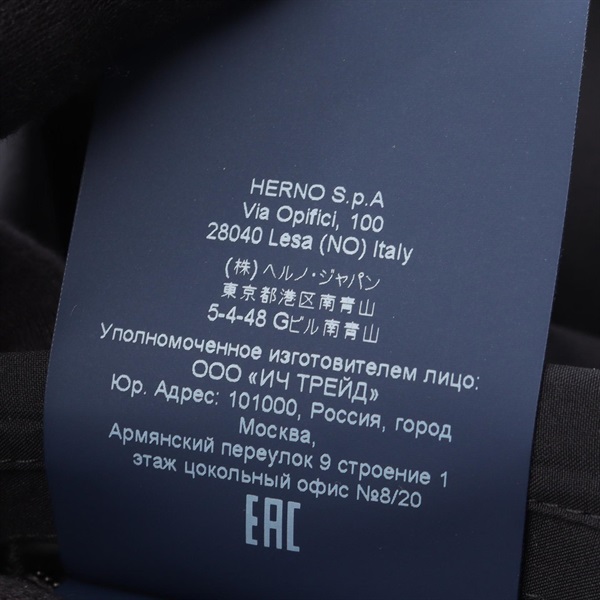 HERNO S.p.A
Via Opifici, 100
28040 Lesa (NO) Italy
(株)ヘルノ・ジャパン
東京都港区南青山
5-4-48 Gビル南青山
Уполномоченное изготовителем лицо:
ООО «ИЧ ТРЕЙД»
Юр. Адрес: 101000, Россия, город
Москва,
Армянский переулок 9 строение 1
этаж цокольный офис №8/20
EAC